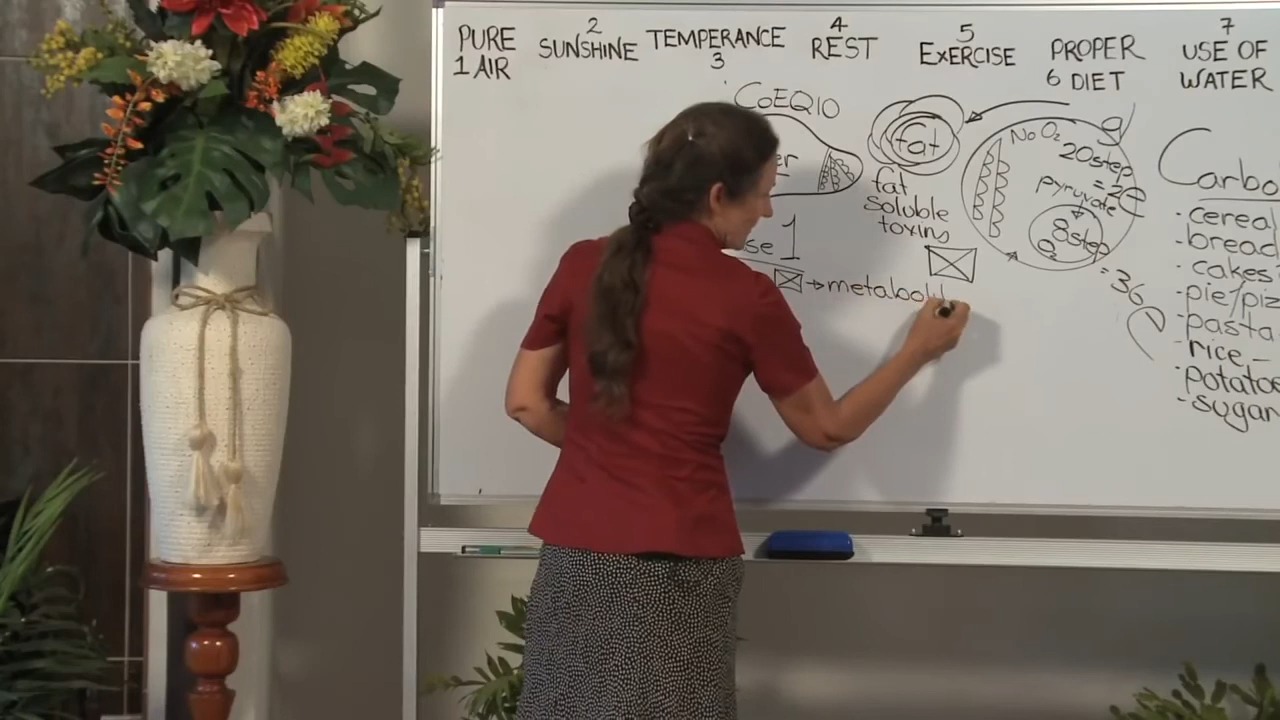 PURE
1 AIR
2
SUNSHINE
TEMPERANCE
3
4
REST
5
EXERCISE
PROPER
6 DIET
7
USE OF
WATER
CoEQ10
fat
fat
soluble
toxins
→metabol
g
No O₂
20step
= 2e
pyruvate
8step
O₂
= 36
Carbo
·cereal
·bread
·cakes
·pie/piz
·pasta
·rice –
·potatoe
·sugar